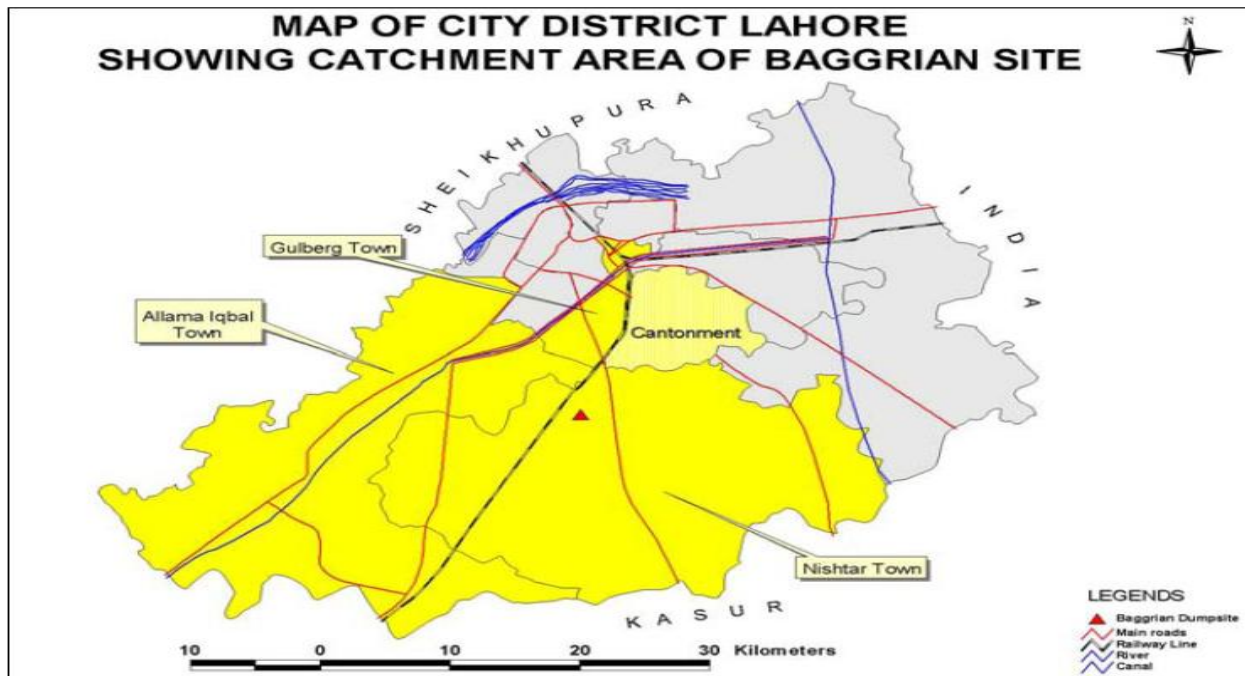 MAP OF CITY DISTRICT LAHORE
SHOWING CATCHMENT AREA OF BAGGRIAN SITE
N
SHEIKHUPURA
INDIA
Gulberg Town
Allama Iqbal
Town
Cantonment
Nishtar Town
KASUR
LEGENDS
Baggrian Dumpsite
Main roads
Railway Line
River
Canal
10 0 10 20 30 Kilometers